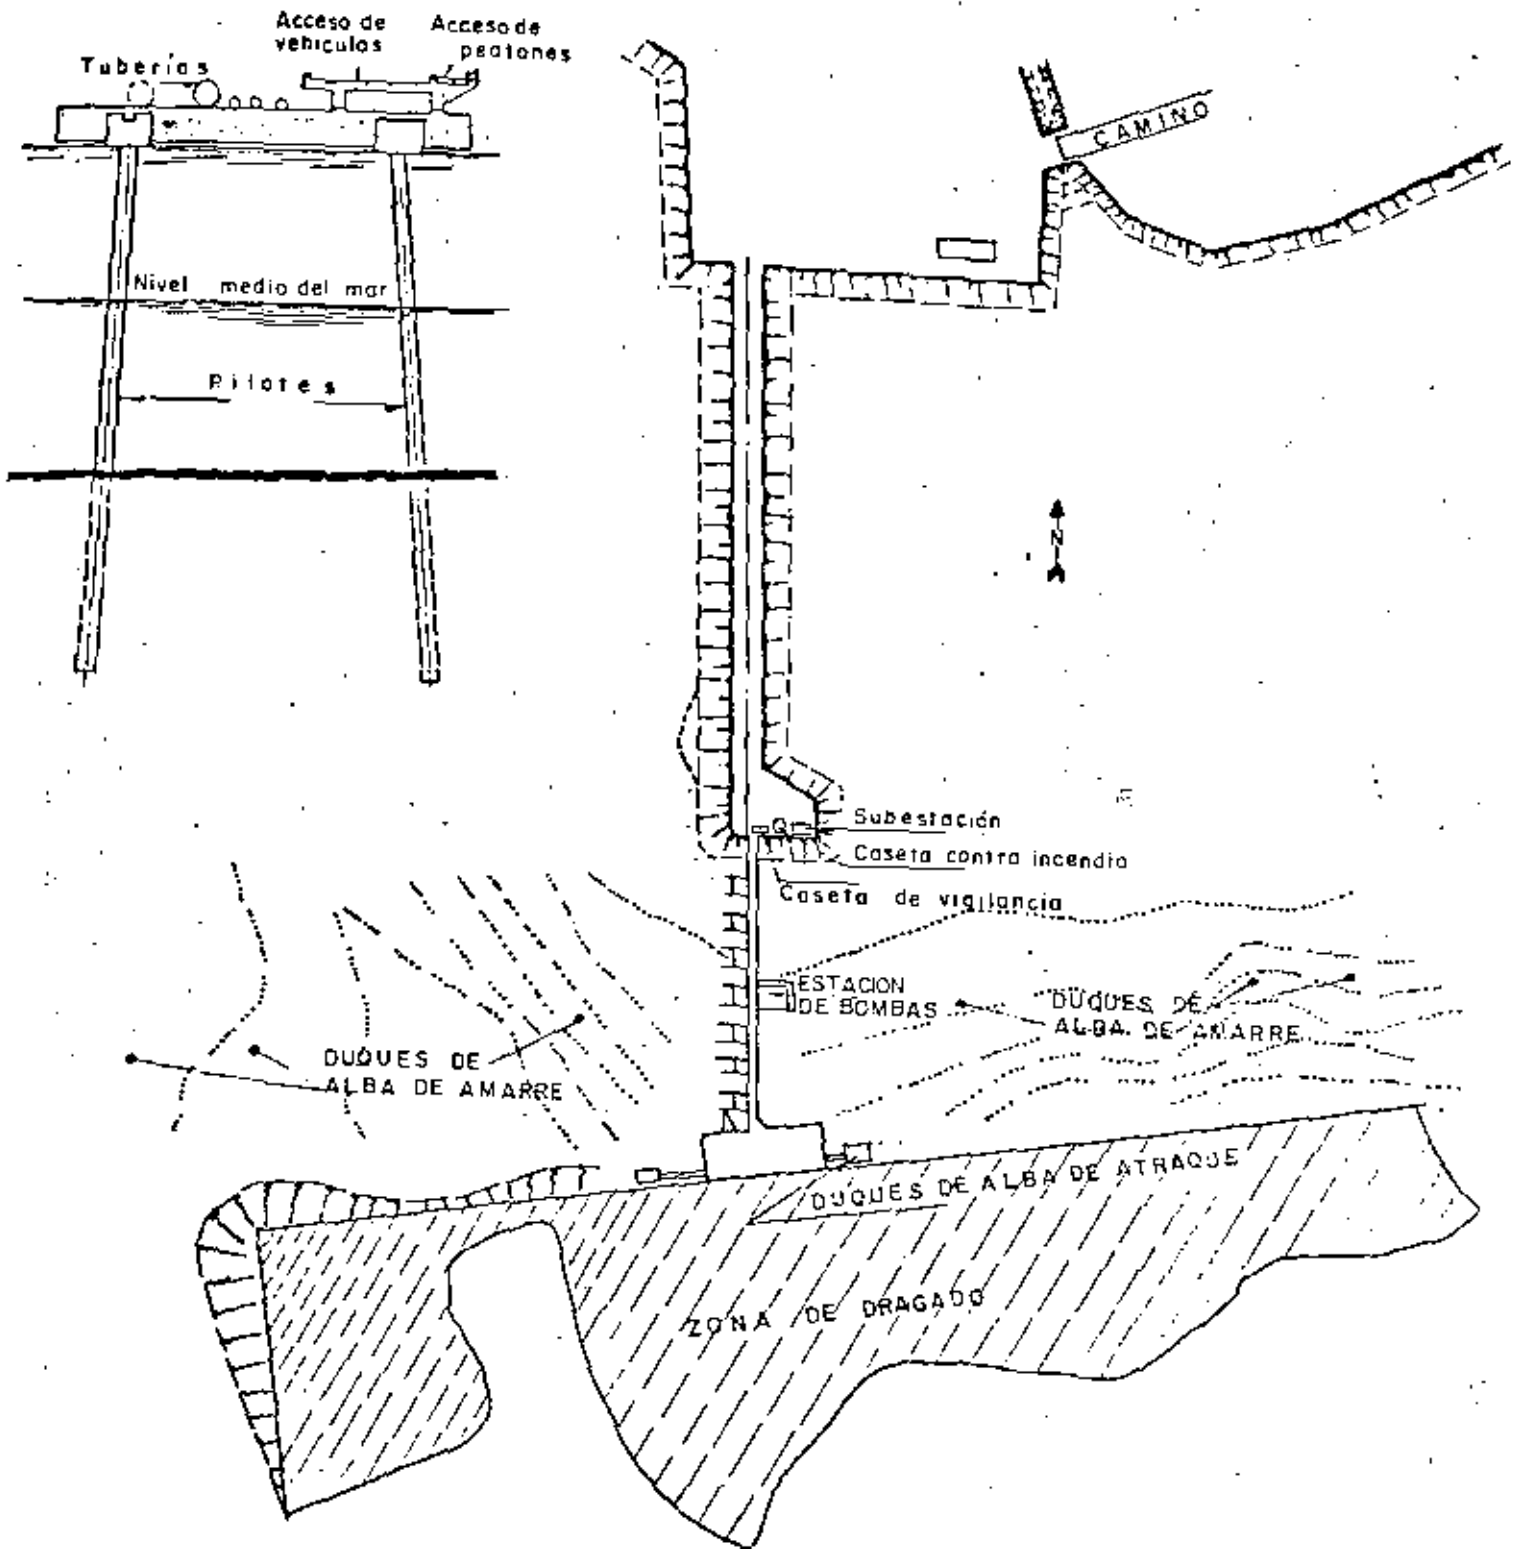 Acceso de
vehiculos
Acceso de
peatones
Tuberías
CAMINO
Nivel medio del mar
Pilotes
N
Subestación
Caseta contra incendio
Caseta de vigilancia
ESTACION
DE BOMBAS
DUQUES DE
ALBA DE AMARRE
DUQUES DE
ALBA DE AMARRE
DUQUES DE ALBA DE ATRAQUE
ZONA DE DRAGADO